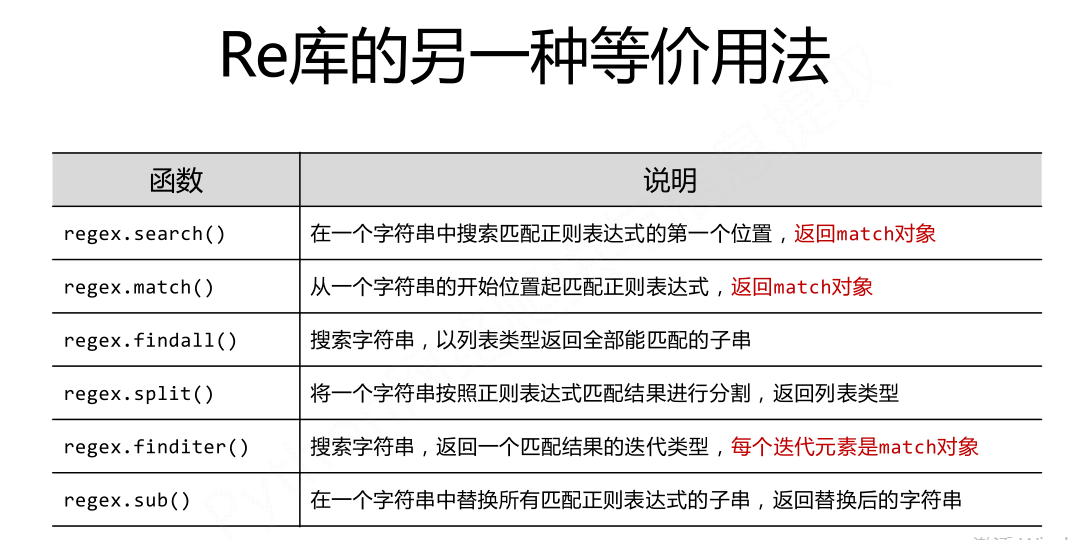 Re库的另一种等价用法
函数 说明
regex.search() 在一个字符串中搜索匹配正则表达式的第一个位置，返回match对象
regex.match() 从一个字符串的开始位置起匹配正则表达式，返回match对象
regex.findall() 搜索字符串，以列表类型返回全部能匹配的子串
regex.split() 将一个字符串按照正则表达式匹配结果进行分割，返回列表类型
regex.finditer() 搜索字符串，返回一个匹配结果的迭代类型，每个迭代元素是match对象
regex.sub() 在一个字符串中替换所有匹配正则表达式的子串，返回替换后的字符串